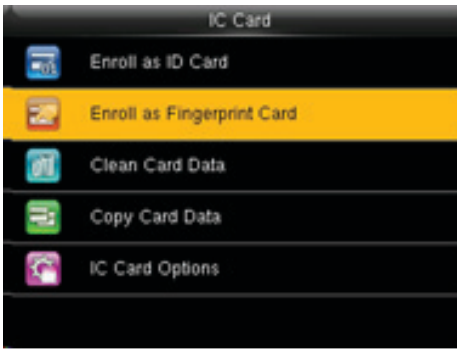 IC Card
Enroll as ID Card
Enroll as Fingerprint Card
Clean Card Data
Copy Card Data
IC Card Options